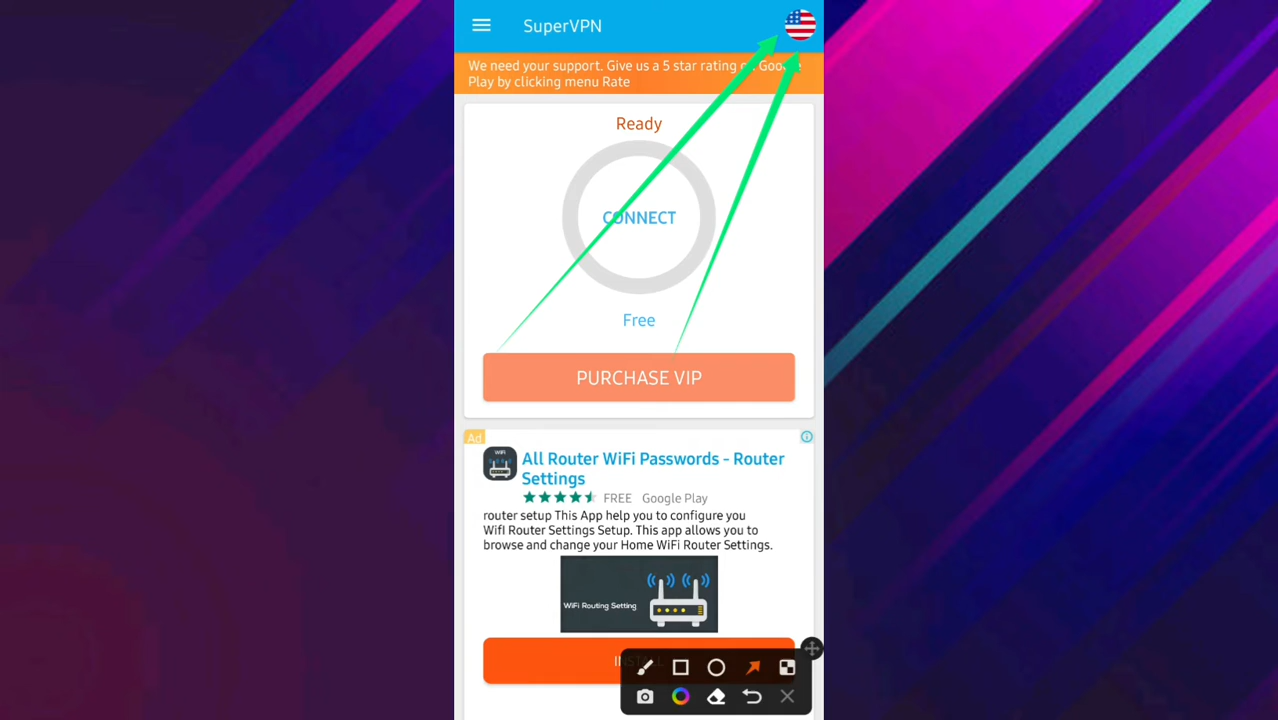 SuperVPN
We need your support. Give us a 5 star rating on Google
Play by clicking menu Rate
Ready
CONNECT
Free
PURCHASE VIP
Ad
All Router WiFi Passwords - Router
Settings
FREE Google Play
router setup This App help you to configure you
WifI Router Settings Setup. This app allows you to
browse and change your Home WiFi Router Settings.
WiFi
WiFi Routing Setting